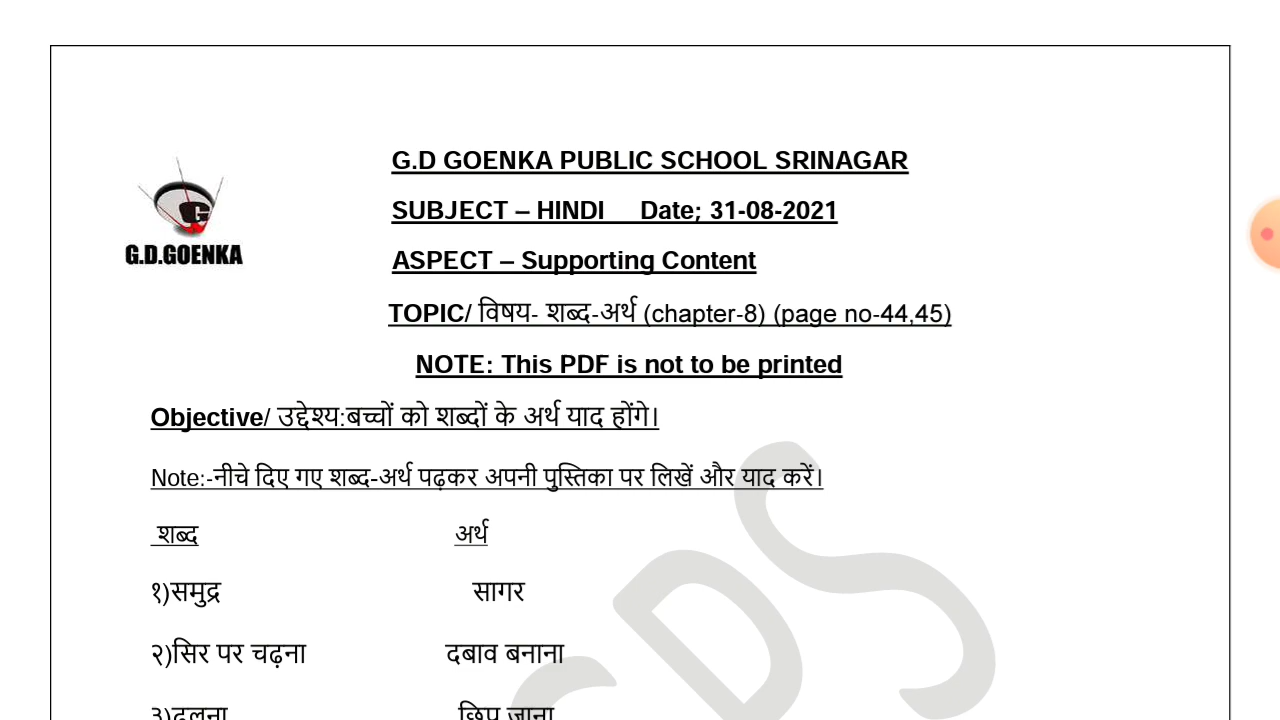 G.D GOENKA PUBLIC SCHOOL SRINAGAR
SUBJECT – HINDI Date; 31-08-2021
G
G.D.GOENKA
ASPECT – Supporting Content
TOPIC/ विषय- शब्द-अर्थ (chapter-8) (page no-44,45)
NOTE: This PDF is not to be printed
Objective/ उद्देश्य:बच्चों को शब्दों के अर्थ याद होंगे।
Note:-नीचे दिए गए शब्द-अर्थ पढ़कर अपनी पुस्तिका पर लिखें और याद करें।
शब्द अर्थ
१)समुद्र सागर
२)सिर पर चढ़ना दबाव बनाना
३)ढलना छिप जाना
DS